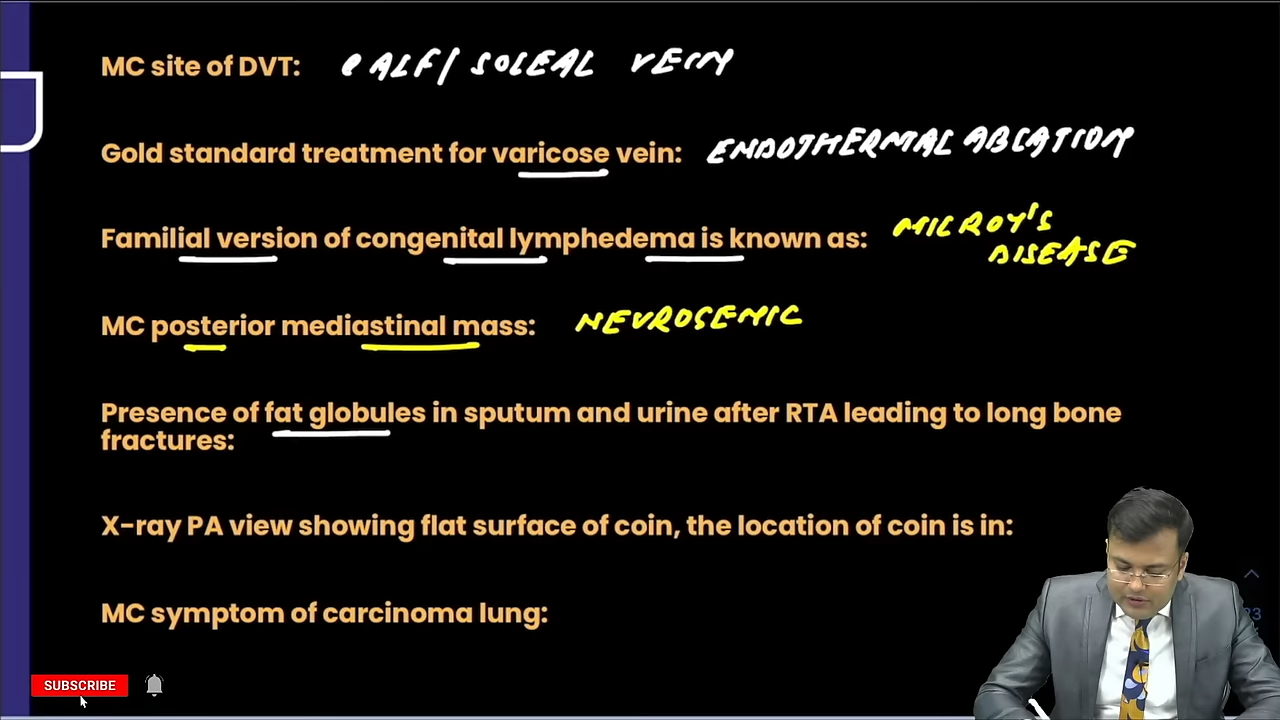 MC site of DVT: CALF/ SOLEAL VEIN
Gold standard treatment for varicose vein: ENDOTHERMAL ABLATION
Familial version of congenital lymphedema is known as: MILROY'S
DISEASE
MC posterior mediastinal mass: NEUROGENIC
Presence of fat globules in sputum and urine after RTA leading to long bone
fractures:
X-ray PA view showing flat surface of coin, the location of coin is in:
MC symptom of carcinoma lung:
SUBSCRIBE